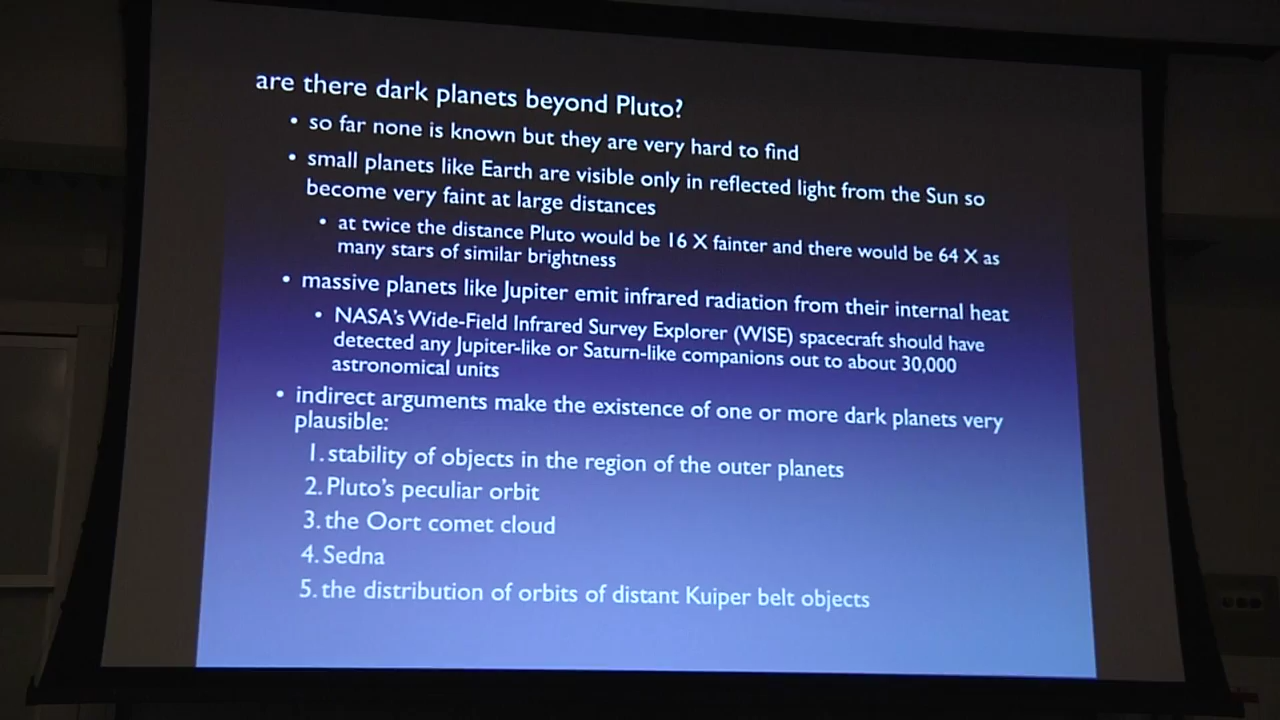 are there dark planets beyond Pluto?
• so far none is known but they are very hard to find
• small planets like Earth are visible only in reflected light from the Sun so
become very faint at large distances
• at twice the distance Pluto would be 16 X fainter and there would be 64 X as
many stars of similar brightness
• massive planets like Jupiter emit infrared radiation from their internal heat
• NASA's Wide-Field Infrared Survey Explorer (WISE) spacecraft should have
detected any Jupiter-like or Saturn-like companions out to about 30,000
astronomical units
• indirect arguments make the existence of one or more dark planets very
plausible:
1. stability of objects in the region of the outer planets
2. Pluto's peculiar orbit
3. the Oort comet cloud
4. Sedna
5. the distribution of orbits of distant Kuiper belt objects